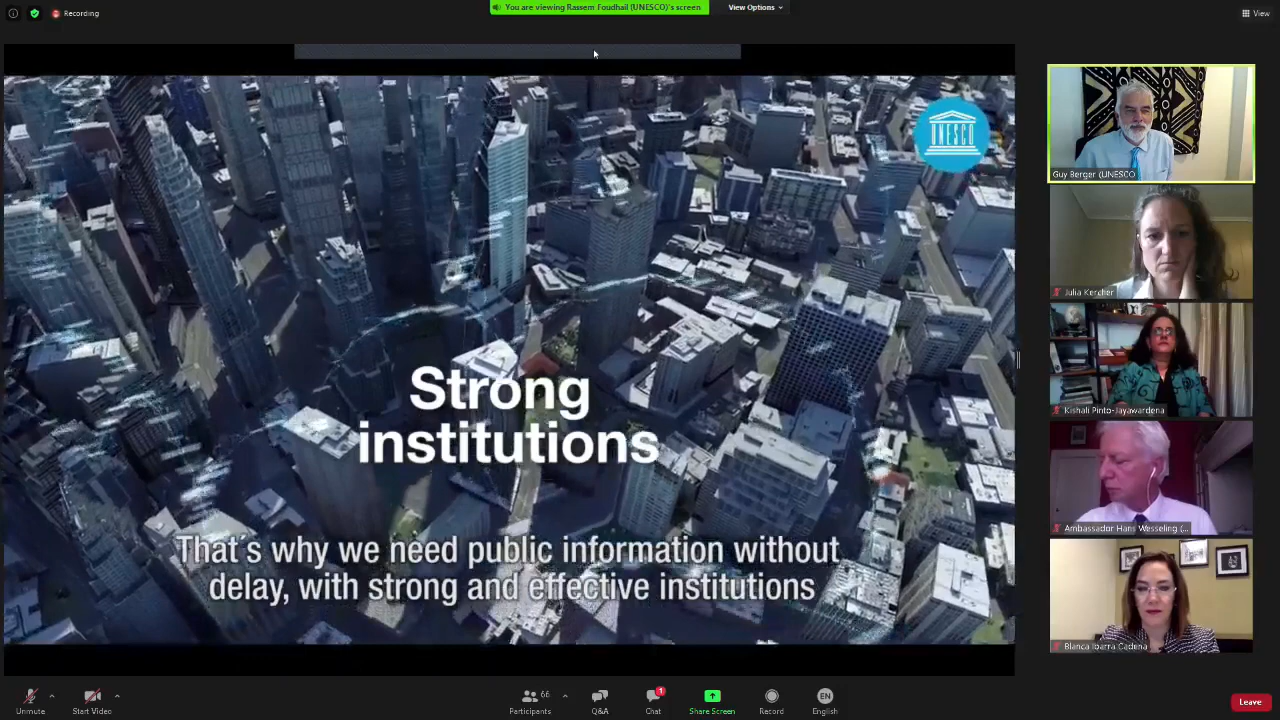 Recording
You are viewing Rassem Foudhail (UNESCO)'s screen
View Options
View
UNESCO
Strong
institutions
That´s why we need public information without
delay, with strong and effective institutions
Guy Berger (UNESCO
Julia Kercher
Kishali Pinto-Jayawardena
Ambassador Hans Wesseling (...
Blanca Ibarra Cadena
Unmute
Start Video
66
Participants
Q&A
1
Chat
Share Screen
Record
EN
English
Leave